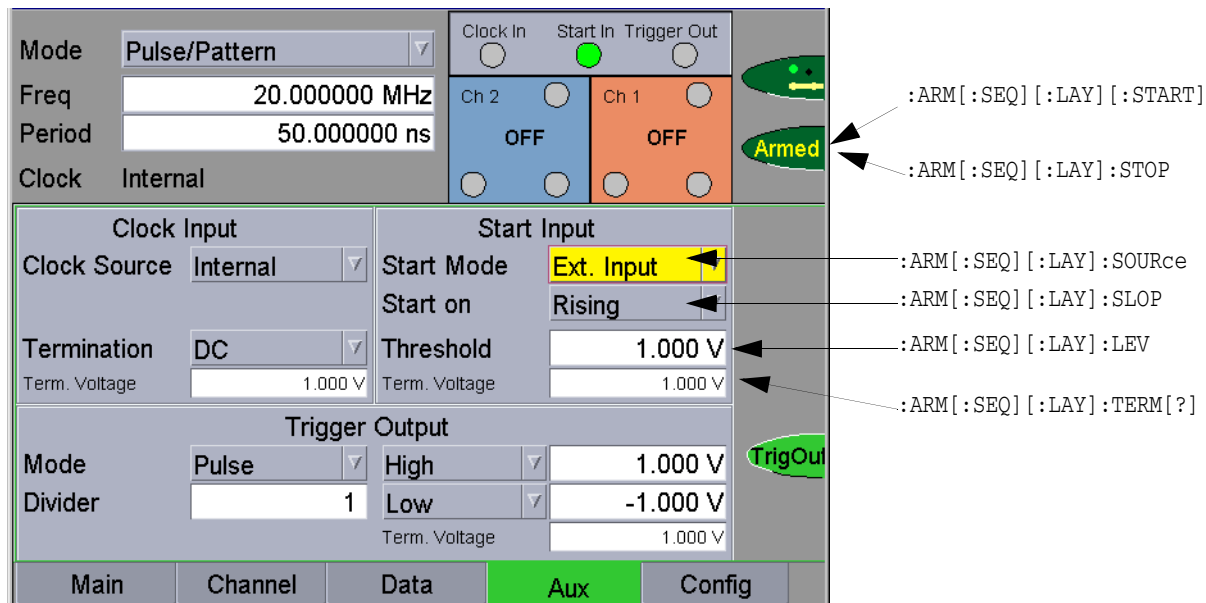 Mode Pulse/Pattern
Clock In Start In Trigger Out
Freq 20.000000 MHz
Period 50.000000 ns
Clock Internal
Ch 2
OFF
Ch 1
OFF
Armed
:ARM[:SEQ][:LAY][:START]
:ARM[:SEQ][:LAY]:STOP
Clock Input
Clock Source Internal
Termination DC
Term. Voltage 1.000 V
Start Input
Start Mode Ext. Input
Start on Rising
Threshold 1.000 V
Term. Voltage 1.000 V
:ARM[:SEQ][:LAY]:SOURce
:ARM[:SEQ][:LAY]:SLOP
:ARM[:SEQ][:LAY]:LEV
:ARM[:SEQ][:LAY]:TERM[?]
Trigger Output
Mode Pulse High 1.000 V
Divider 1 Low -1.000 V
Term. Voltage 1.000 V
TrigOut
Main Channel Data Aux Config